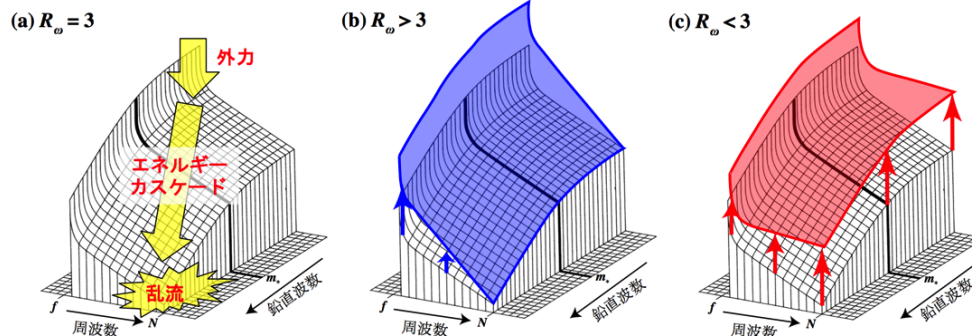 (a) Rω = 3
外力
エネルギー
カスケード
乱流
f
周波数
N
m*
鉛直波数
(b) Rω > 3
f
周波数
N
m*
鉛直波数
(c) Rω < 3
f
周波数
N
m*
鉛直波数